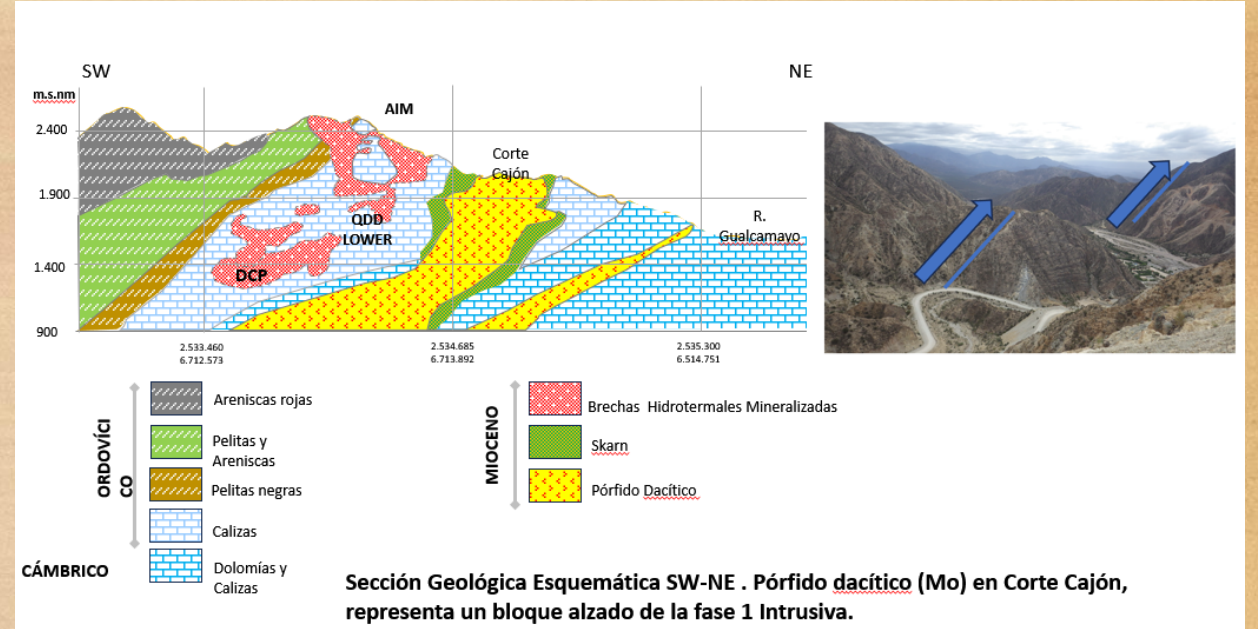 SW
NE
m.s.nm
AIM
2.400
Corte
Cajón
1.900
QDD
LOWER
R.
Gualcamayo
1.400
DCP
900
2.533.460
6.712.573
2.534.685
6.713.892
2.535.300
6.514.751
ORDOVÍCI
CO
Areniscas rojas
Pelitas y
Areniscas
Pelitas negras
Calizas
CÁMBRICO
Dolomías y
Calizas
MIOCENO
Brechas Hidrotermales Mineralizadas
Skarn
Pórfido Dacítico
Sección Geológica Esquemática SW-NE . Pórfido dacítico (Mo) en Corte Cajón,
representa un bloque alzado de la fase 1 Intrusiva.